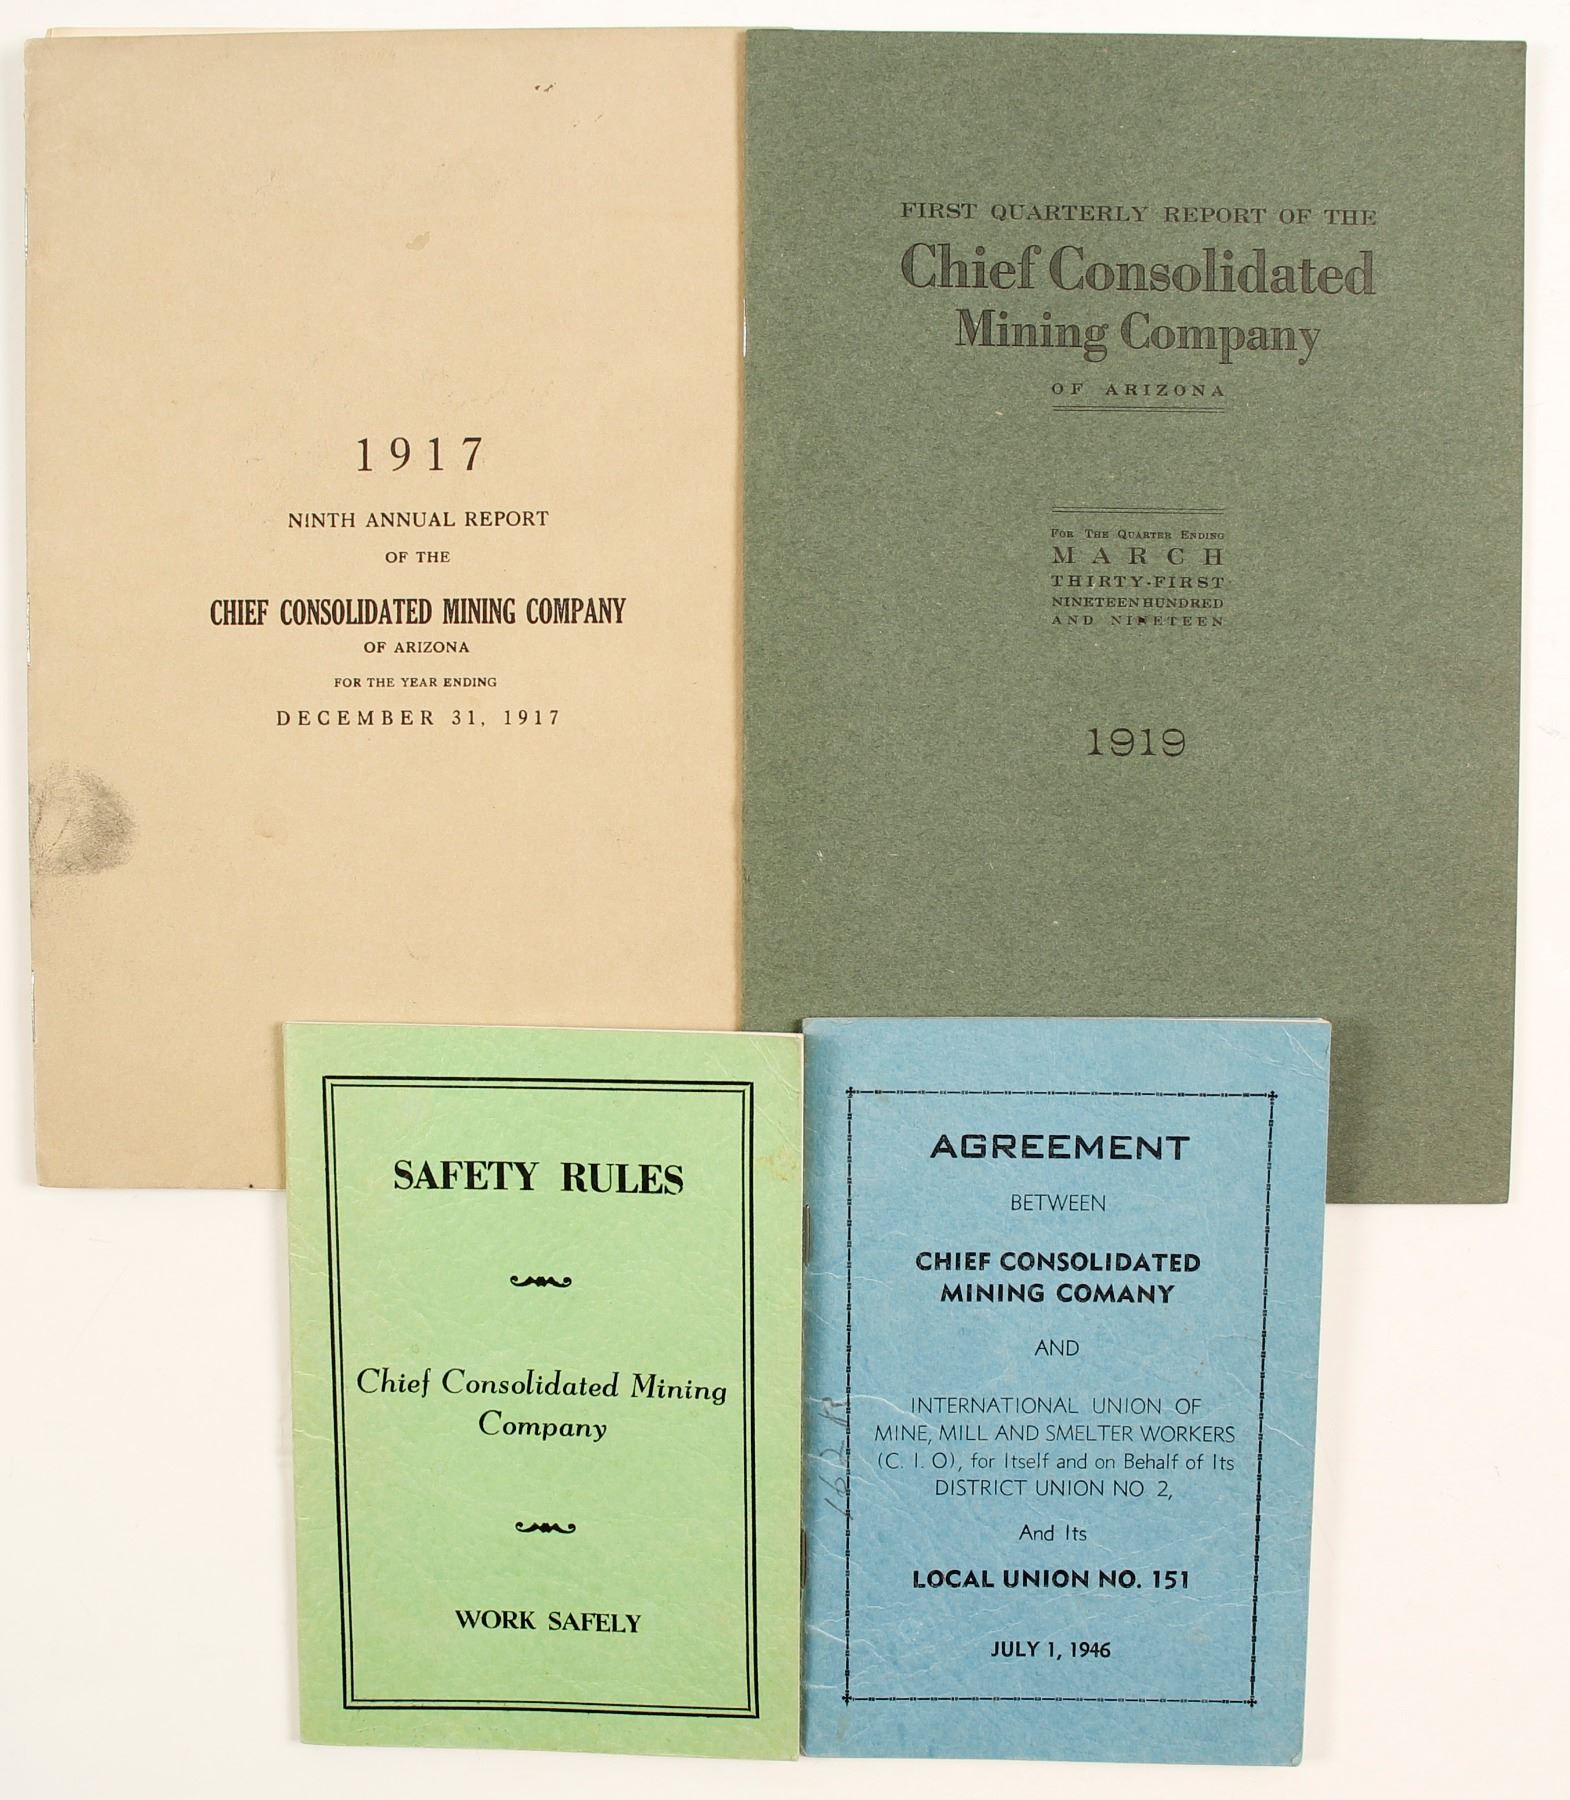 1917
NINTH ANNUAL REPORT
OF THE
CHIEF CONSOLIDATED MINING COMPANY
OF ARIZONA
FOR THE YEAR ENDING
DECEMBER 31, 1917
FIRST QUARTERLY REPORT OF THE
Chief Consolidated
Mining Company
OF ARIZONA
FOR THE QUARTER ENDING
MARCH
THIRTY-FIRST
NINETEEN HUNDRED
AND NINETEEN
1919
SAFETY RULES
Chief Consolidated Mining
Company
WORK SAFELY
AGREEMENT
BETWEEN
CHIEF CONSOLIDATED
MINING COMANY
AND
INTERNATIONAL UNION OF
MINE, MILL AND SMELTER WORKERS
(C. I. O), for Itself and on Behalf of Its
DISTRICT UNION NO 2,
And Its
LOCAL UNION NO. 151
JULY 1, 1946